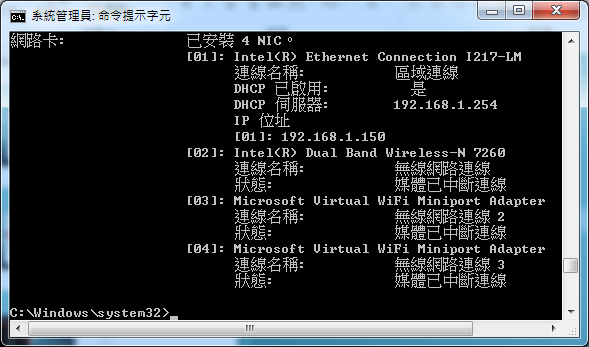 系統管理員: 命令提示字元
網路卡: 已安裝 4 NIC。
[01]: Intel(R) Ethernet Connection I217-LM
連線名稱: 區域連線
DHCP 已啟用: 是
DHCP 伺服器: 192.168.1.254
IP 位址
[01]: 192.168.1.150
[02]: Intel(R) Dual Band Wireless-N 7260
連線名稱: 無線網路連線
狀態: 媒體已中斷連線
[03]: Microsoft Virtual WiFi Miniport Adapter
連線名稱: 無線網路連線 2
狀態: 媒體已中斷連線
[04]: Microsoft Virtual WiFi Miniport Adapter
連線名稱: 無線網路連線 3
狀態: 媒體已中斷連線
C:\Windows\system32>_